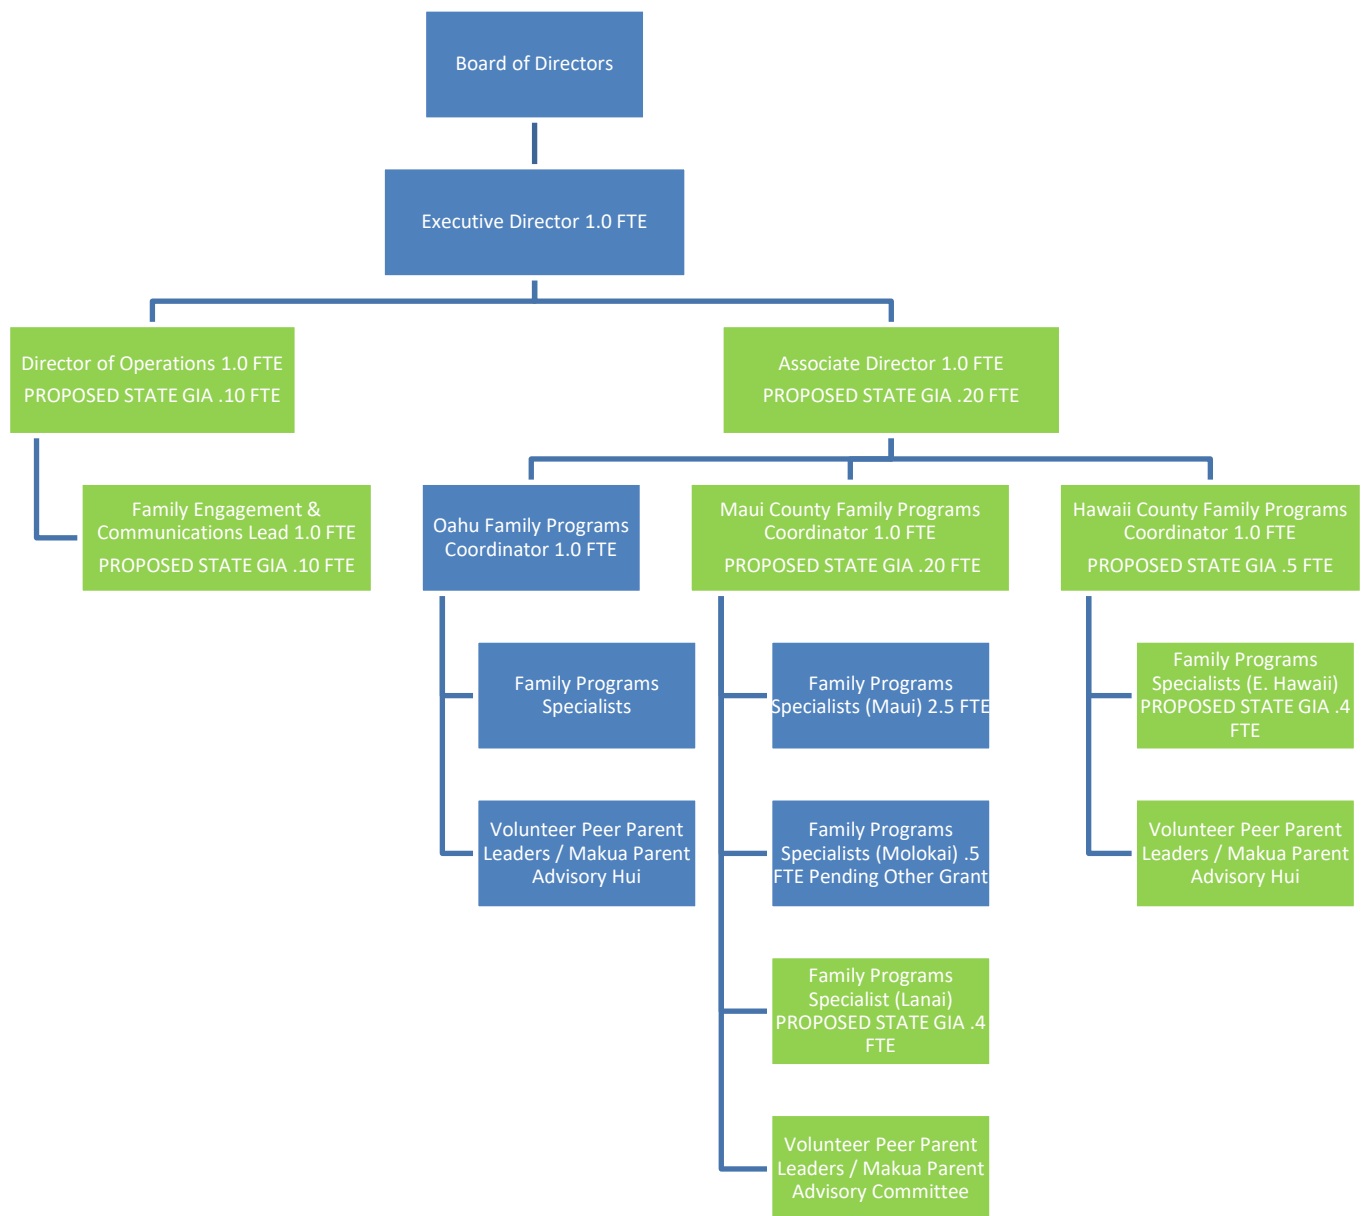 Board of Directors
Executive Director 1.0 FTE
Director of Operations 1.0 FTE
PROPOSED STATE GIA .10 FTE
Associate Director 1.0 FTE
PROPOSED STATE GIA .20 FTE
Family Engagement &
Communications Lead 1.0 FTE
PROPOSED STATE GIA .10 FTE
Oahu Family Programs
Coordinator 1.0 FTE
Maui County Family Programs
Coordinator 1.0 FTE
PROPOSED STATE GIA .20 FTE
Hawaii County Family Programs
Coordinator 1.0 FTE
PROPOSED STATE GIA .5 FTE
Family Programs
Specialists
Family Programs
Specialists (Maui) 2.5 FTE
Family Programs
Specialists (E. Hawaii)
PROPOSED STATE GIA .4
FTE
Volunteer Peer Parent
Leaders / Makua Parent
Advisory Hui
Family Programs
Specialists (Molokai) .5
FTE Pending Other Grant
Volunteer Peer Parent
Leaders / Makua Parent
Advisory Hui
Family Programs
Specialist (Lanai)
PROPOSED STATE GIA .4
FTE
Volunteer Peer Parent
Leaders / Makua Parent
Advisory Committee